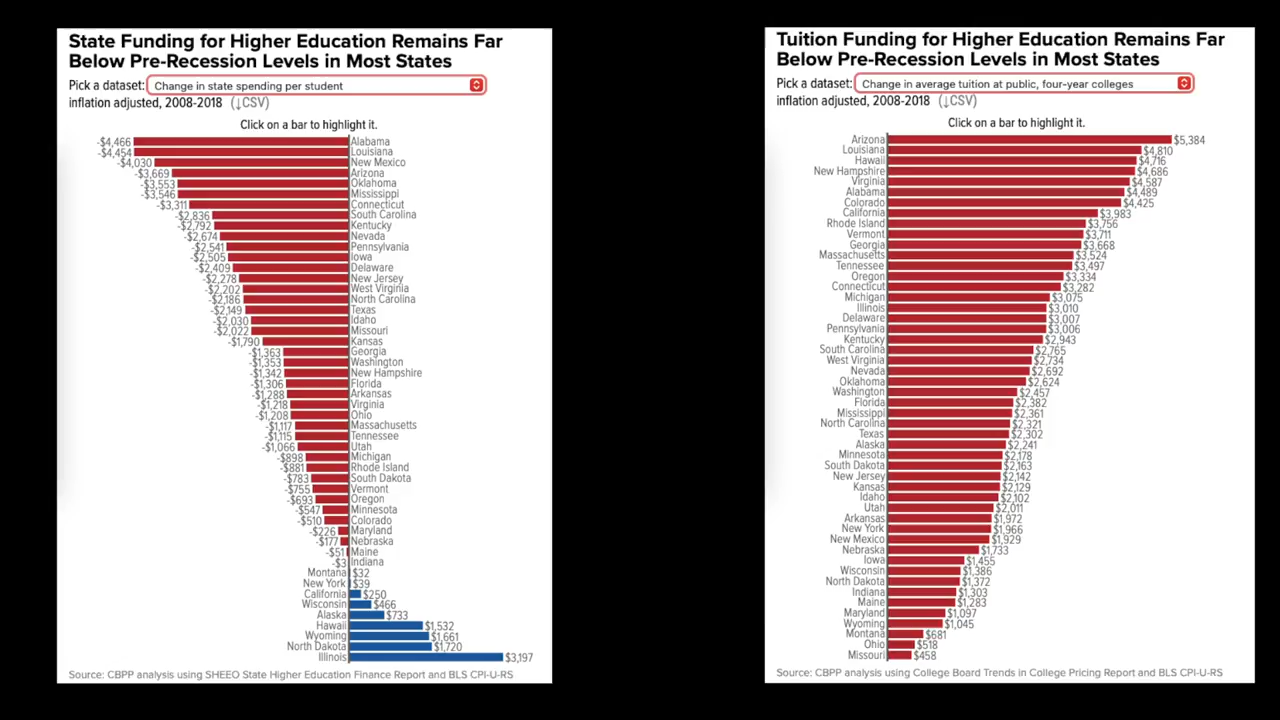 State Funding for Higher Education Remains Far
Below Pre-Recession Levels in Most States
Pick a dataset: Change in state spending per student
inflation adjusted, 2008-2018 (↓CSV)
Click on a bar to highlight it.
-$4,466 Alabama
-$4,454 Louisiana
-$4,030 New Mexico
-$3,669 Arizona
-$3,553 Oklahoma
-$3,546 Mississippi
-$3,311 Connecticut
-$2,836 South Carolina
-$2,792 Kentucky
-$2,674 Nevada
-$2,541 Pennsylvania
-$2,505 Iowa
-$2,409 Delaware
-$2,278 New Jersey
-$2,202 West Virginia
-$2,186 North Carolina
-$2,149 Texas
-$2,030 Idaho
-$2,022 Missouri
-$1,790 Kansas
-$1,363 Georgia
-$1,353 Washington
-$1,342 New Hampshire
-$1,306 Florida
-$1,288 Arkansas
-$1,218 Virginia
-$1,208 Ohio
-$1,117 Massachusetts
-$1,115 Tennessee
-$1,066 Utah
-$898 Michigan
-$881 Rhode Island
-$783 South Dakota
-$755 Vermont
-$693 Oregon
-$547 Minnesota
-$510 Colorado
-$226 Maryland
-$177 Nebraska
-$51 Maine
-$3 Indiana
Montana $32
New York $39
California $250
Wisconsin $466
Alaska $733
Hawaii $1,532
Wyoming $1,661
North Dakota $1,720
Illinois $3,197
Source: CBPP analysis using SHEEO State Higher Education Finance Report and BLS CPI-U-RS
Tuition Funding for Higher Education Remains Far
Below Pre-Recession Levels in Most States
Pick a dataset: Change in average tuition at public, four-year colleges
inflation adjusted, 2008-2018 (↓CSV)
Click on a bar to highlight it.
Arizona $5,384
Louisiana $4,810
Hawaii $4,716
New Hampshire $4,686
Virginia $4,587
Alabama $4,489
Colorado $4,425
California $3,983
Rhode Island $3,756
Vermont $3,711
Georgia $3,668
Massachusetts $3,524
Tennessee $3,497
Oregon $3,334
Connecticut $3,282
Michigan $3,075
Illinois $3,010
Delaware $3,007
Pennsylvania $3,006
Kentucky $2,943
South Carolina $2,765
West Virginia $2,734
Nevada $2,692
Oklahoma $2,624
Washington $2,457
Florida $2,382
Mississippi $2,361
North Carolina $2,321
Texas $2,302
Alaska $2,241
Minnesota $2,178
South Dakota $2,163
New Jersey $2,142
Kansas $2,129
Idaho $2,102
Utah $2,011
Arkansas $1,972
New York $1,966
New Mexico $1,929
Nebraska $1,733
Iowa $1,455
Wisconsin $1,386
North Dakota $1,372
Indiana $1,303
Maine $1,283
Maryland $1,097
Wyoming $1,045
Montana $681
Ohio $518
Missouri $458
Source: CBPP analysis using College Board Trends in College Pricing Report and BLS CPI-U-RS